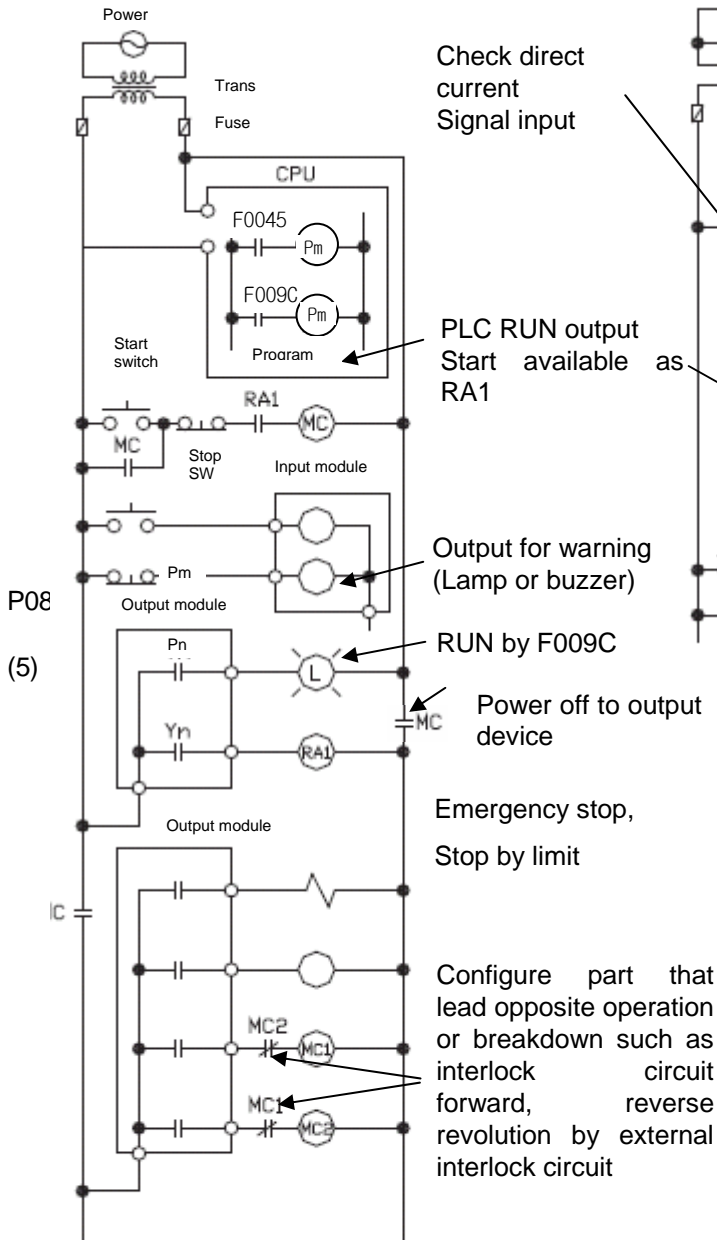 Power
Trans
Fuse
Check direct
current
Signal input
CPU
F0045
Pm
F009C
Pm
Program
PLC RUN output
Start available as
RA1
Start
switch
RA1
MC
MC
Stop
SW
Input module
Pm
Output for warning
(Lamp or buzzer)
P08
Output module
(5)
Pn
L
RUN by F009C
Yn
RA1
MC
Power off to output
device
Output module
Emergency stop,
Stop by limit
C
MC2
MC1
MC1
MC2
Configure part that
lead opposite operation
or breakdown such as
interlock circuit
forward, reverse
revolution by external
interlock circuit